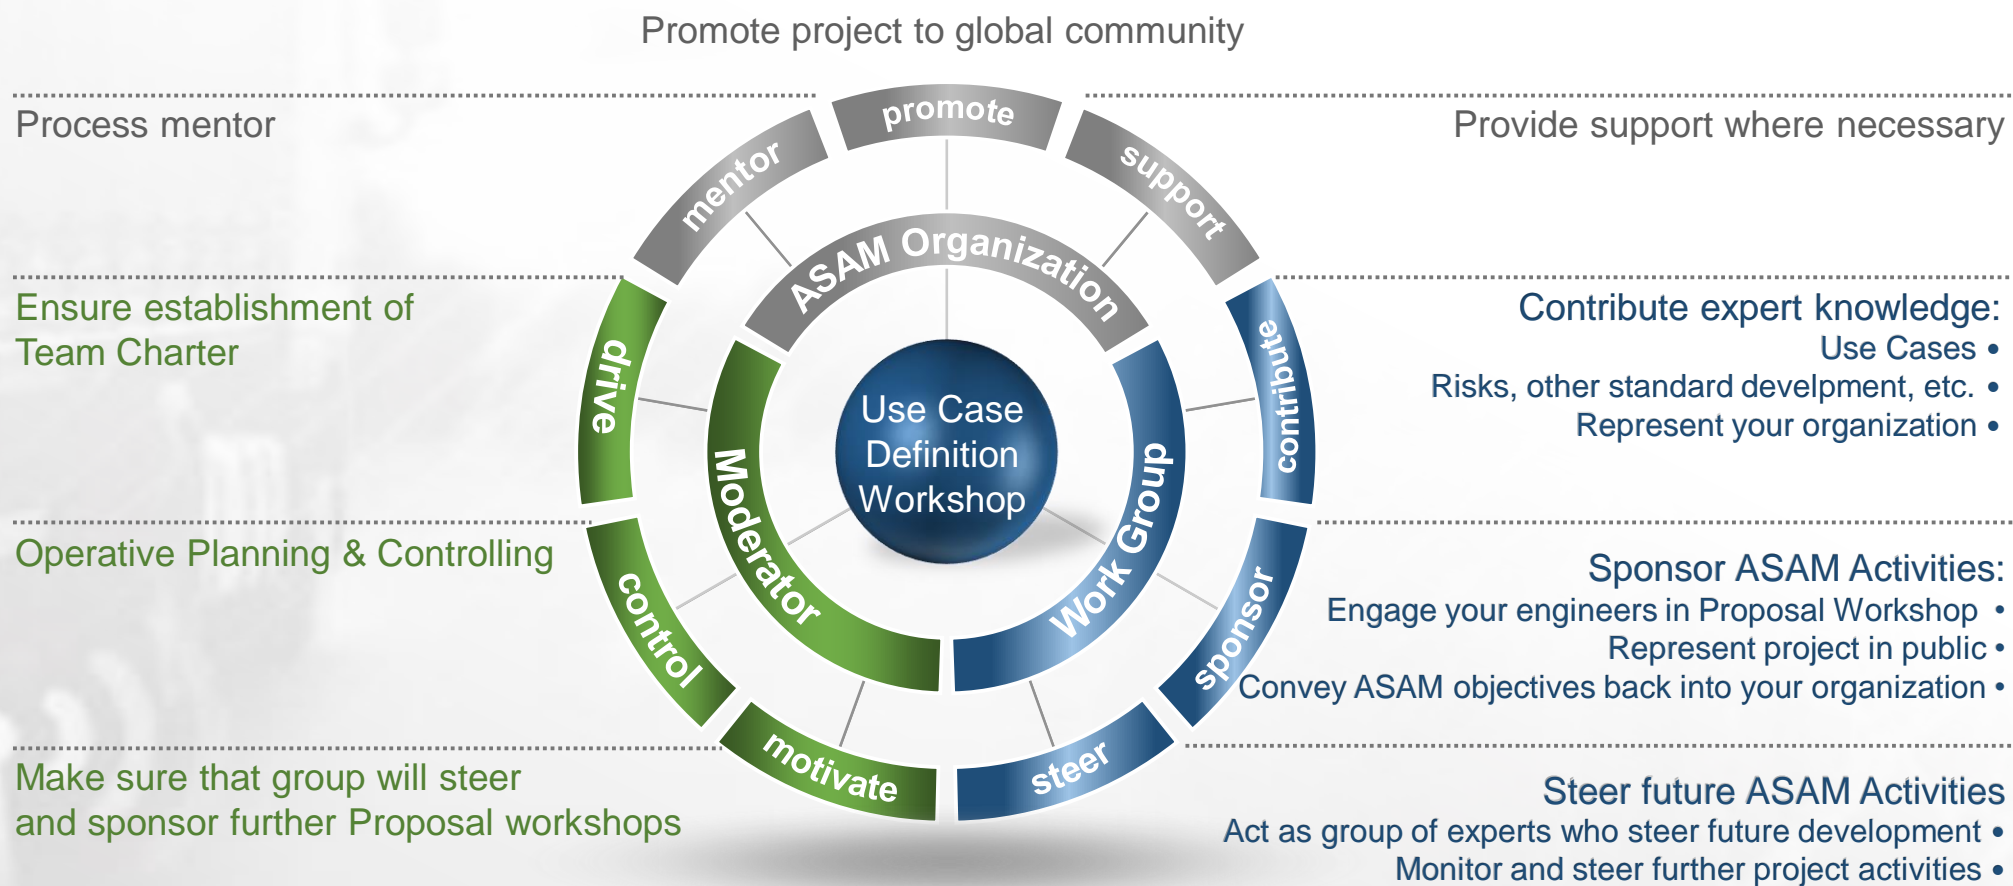 Promote project to global community
Process mentor
Provide support where necessary
promote
mentor
support
ASAM Organization
Ensure establishment of
Team Charter
drive
contribute
Contribute expert knowledge:
Use Cases •
Risks, other standard develpment, etc. •
Represent your organization •
Use Case
Definition
Workshop
Moderator
Work Group
Operative Planning & Controlling
control
sponsor
Sponsor ASAM Activities:
Engage your engineers in Proposal Workshop •
Represent project in public •
Convey ASAM objectives back into your organization •
motivate
steer
Make sure that group will steer
and sponsor further Proposal workshops
Steer future ASAM Activities
Act as group of experts who steer future development •
Monitor and steer further project activities •